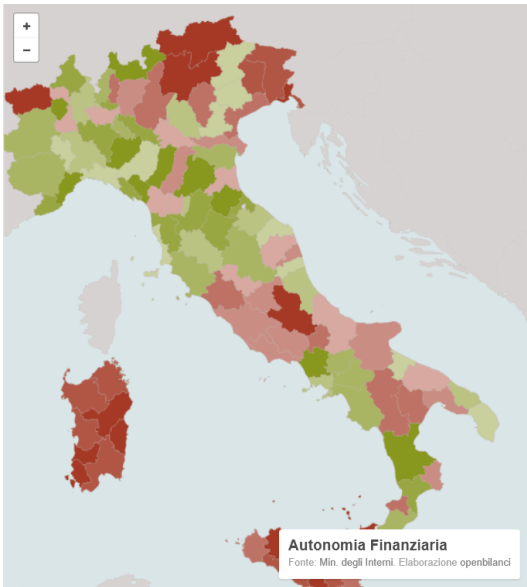 +
−
Autonomia Finanziaria
Fonte: Min. degli Interni. Elaborazione openbilanci